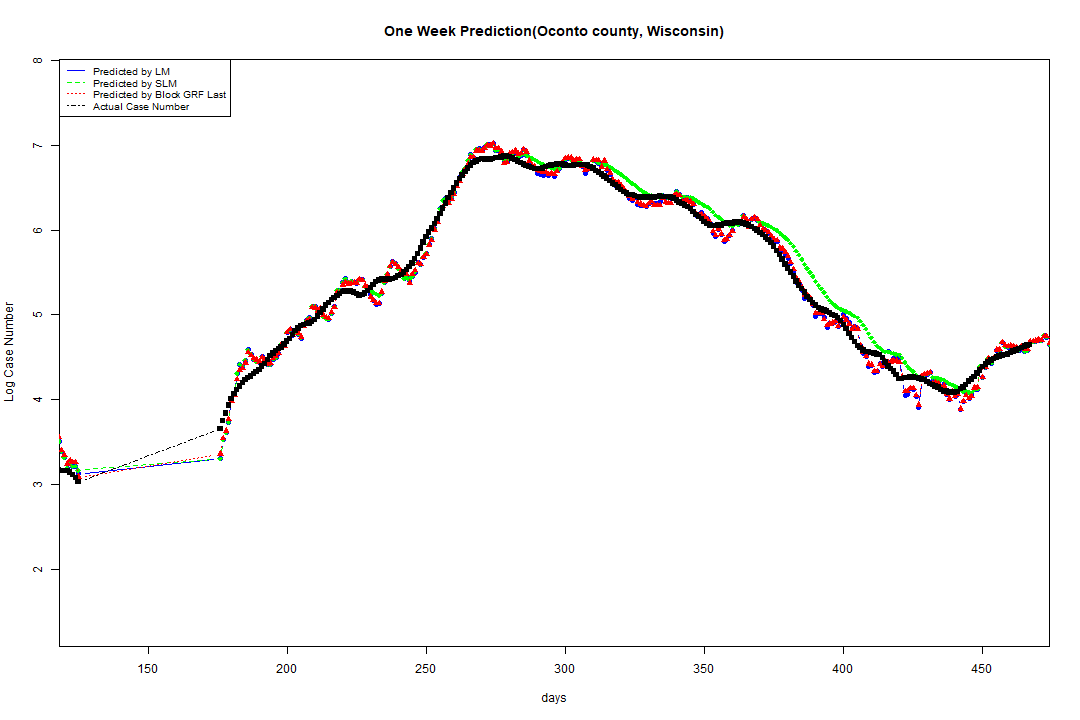 One Week Prediction(Oconto county, Wisconsin)
Predicted by LM
Predicted by SLM
Predicted by Block GRF Last
Actual Case Number
8
7
6
5
4
3
2
Log Case Number
150 200 250 300 350 400 450
days